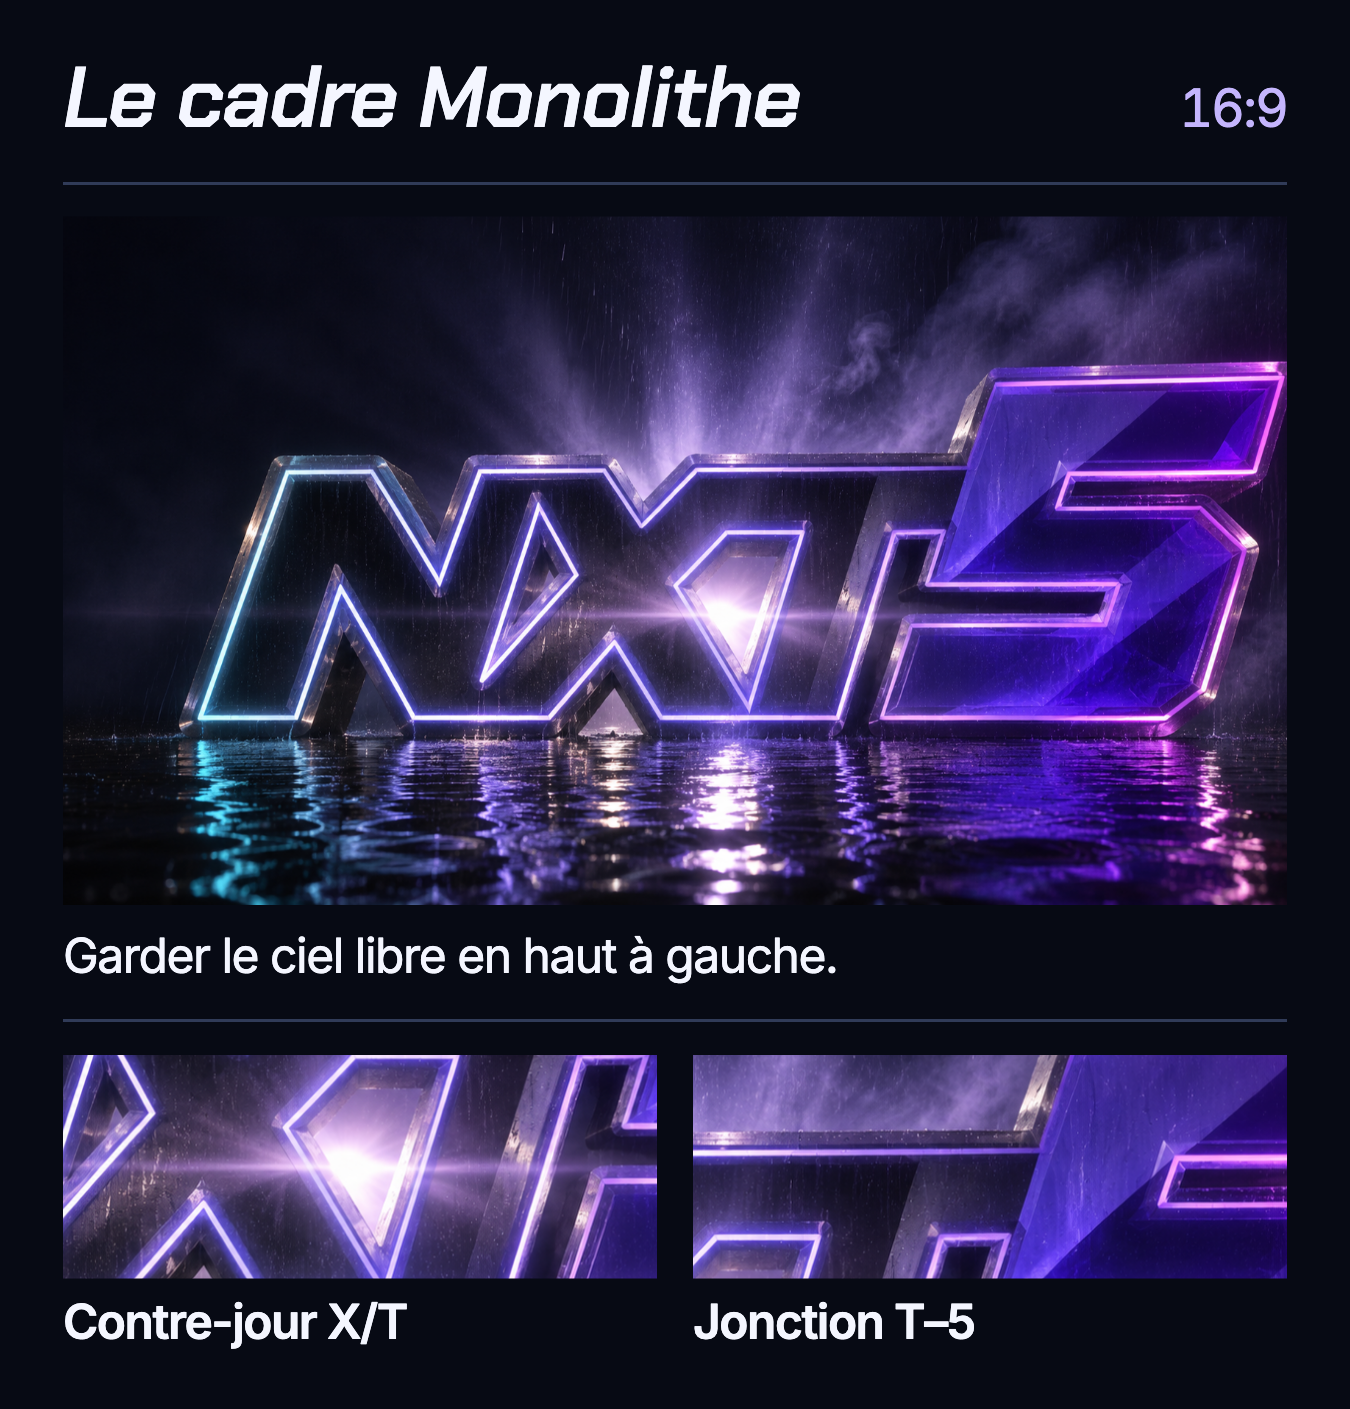 Le cadre Monolithe
16:9
NXT5
Garder le ciel libre en haut à gauche.
Contre-jour X/T
Jonction T–5